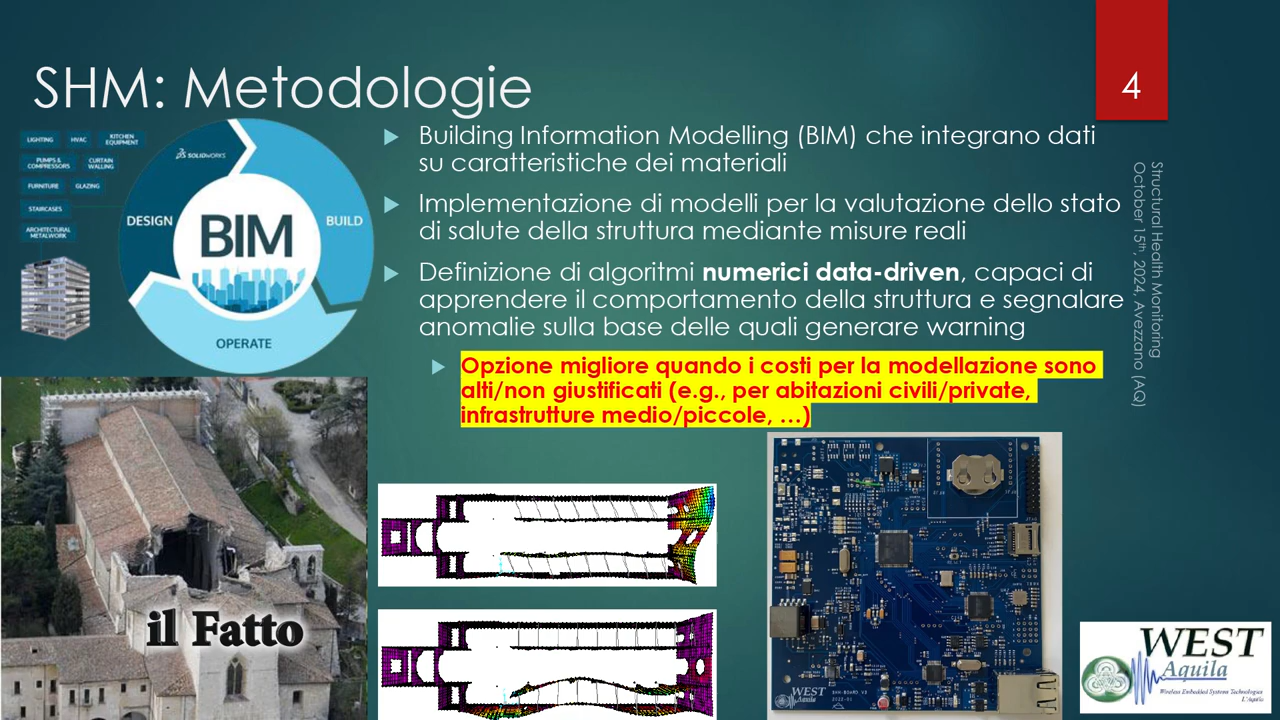 SHM: Metodologie
4
Building Information Modelling (BIM) che integrano dati
su caratteristiche dei materiali
Implementazione di modelli per la valutazione dello stato
di salute della struttura mediante misure reali
Definizione di algoritmi numerici data-driven, capaci di
apprendere il comportamento della struttura e segnalare
anomalie sulla base delle quali generare warning
Opzione migliore quando i costi per la modellazione sono
alti/non giustificati (e.g., per abitazioni civili/private,
infrastrutture medio/piccole, …)
Structural Health Monitoring
October 15th, 2024, Avezzano (AQ)
LIGHTING
HVAC
KITCHEN
EQUIPMENT
PUMPS &
COMPRESSORS
CURTAIN
WALLING
FURNITURE
GLAZING
STAIRCASES
ARCHITECTURAL
METALWORK
SOLIDWORKS
DESIGN
BIM
BUILD
OPERATE
il Fatto
WEST
Aquila
SHM-BOARD V3
WEST
Aquila
Wireless Embedded Systems Technologies
L'Aquila